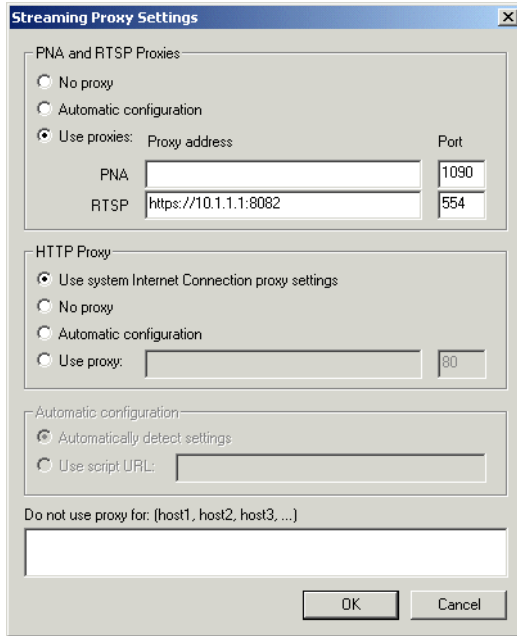 Streaming Proxy Settings
PNA and RTSP Proxies
No proxy
Automatic configuration
Use proxies: Proxy address Port
PNA 1090
RTSP https://10.1.1.1:8082 554
HTTP Proxy
Use system Internet Connection proxy settings
No proxy
Automatic configuration
Use proxy: 80
Automatic configuration
Automatically detect settings
Use script URL:
Do not use proxy for: (host1, host2, host3, ...)
OK Cancel